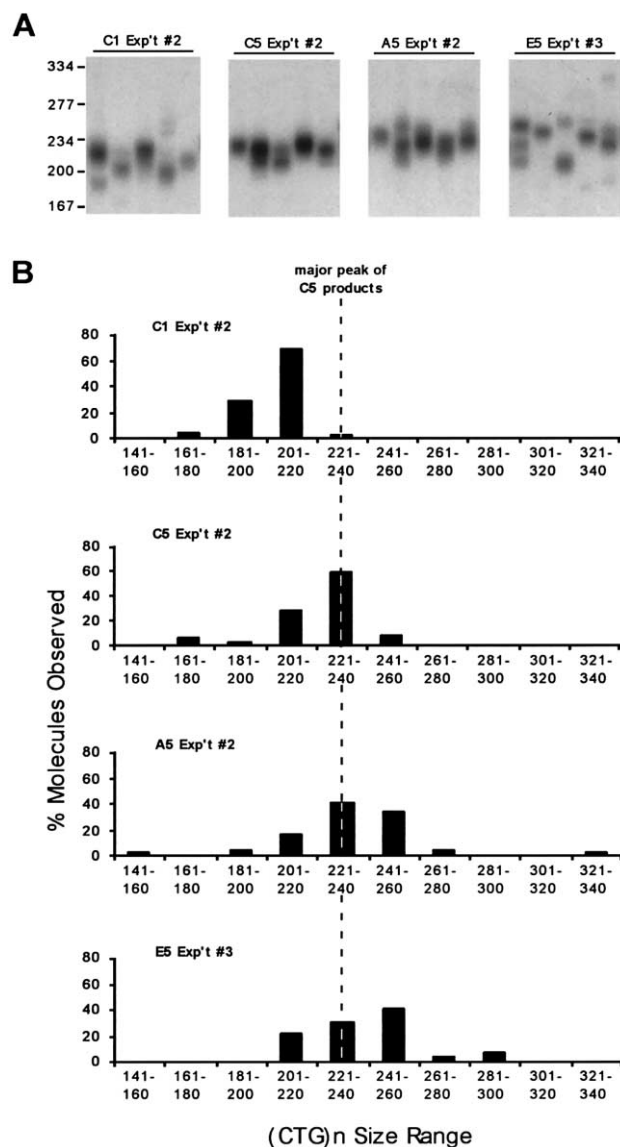 A
C1 Exp't #2 C5 Exp't #2 A5 Exp't #2 E5 Exp't #3
334
277
234
200
167
B
major peak of
C5 products
C1 Exp't #2
80
60
40
20
0
141-160 161-180 181-200 201-220 221-240 241-260 261-280 281-300 301-320 321-340
C5 Exp't #2
80
60
40
20
0
141-160 161-180 181-200 201-220 221-240 241-260 261-280 281-300 301-320 321-340
A5 Exp't #2
80
60
40
20
0
141-160 161-180 181-200 201-220 221-240 241-260 261-280 281-300 301-320 321-340
E5 Exp't #3
80
60
40
20
0
141-160 161-180 181-200 201-220 221-240 241-260 261-280 281-300 301-320 321-340
% Molecules Observed
(CTG)n Size Range